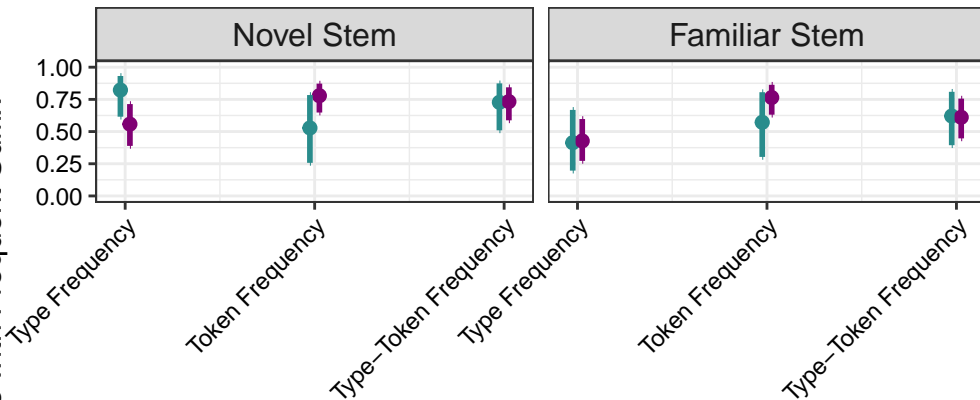 Novel Stem
Familiar Stem
1.00
0.75
0.50
0.25
0.00
Type Frequency
Token Frequency
Type−Token Frequency
Type Frequency
Token Frequency
Type−Token Frequency